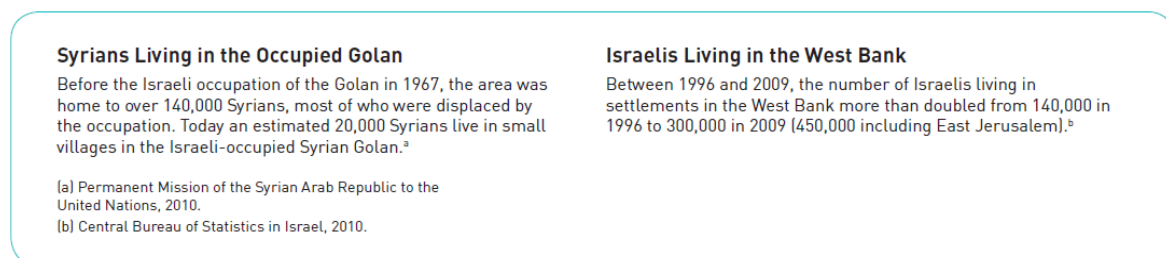 Syrians Living in the Occupied Golan
Before the Israeli occupation of the Golan in 1967, the area was
home to over 140,000 Syrians, most of who were displaced by
the occupation. Today an estimated 20,000 Syrians live in small
villages in the Israeli-occupied Syrian Golan.ª
(a) Permanent Mission of the Syrian Arab Republic to the
United Nations, 2010.
(b) Central Bureau of Statistics in Israel, 2010.
Israelis Living in the West Bank
Between 1996 and 2009, the number of Israelis living in
settlements in the West Bank more than doubled from 140,000 in
1996 to 300,000 in 2009 (450,000 including East Jerusalem).ᵇ